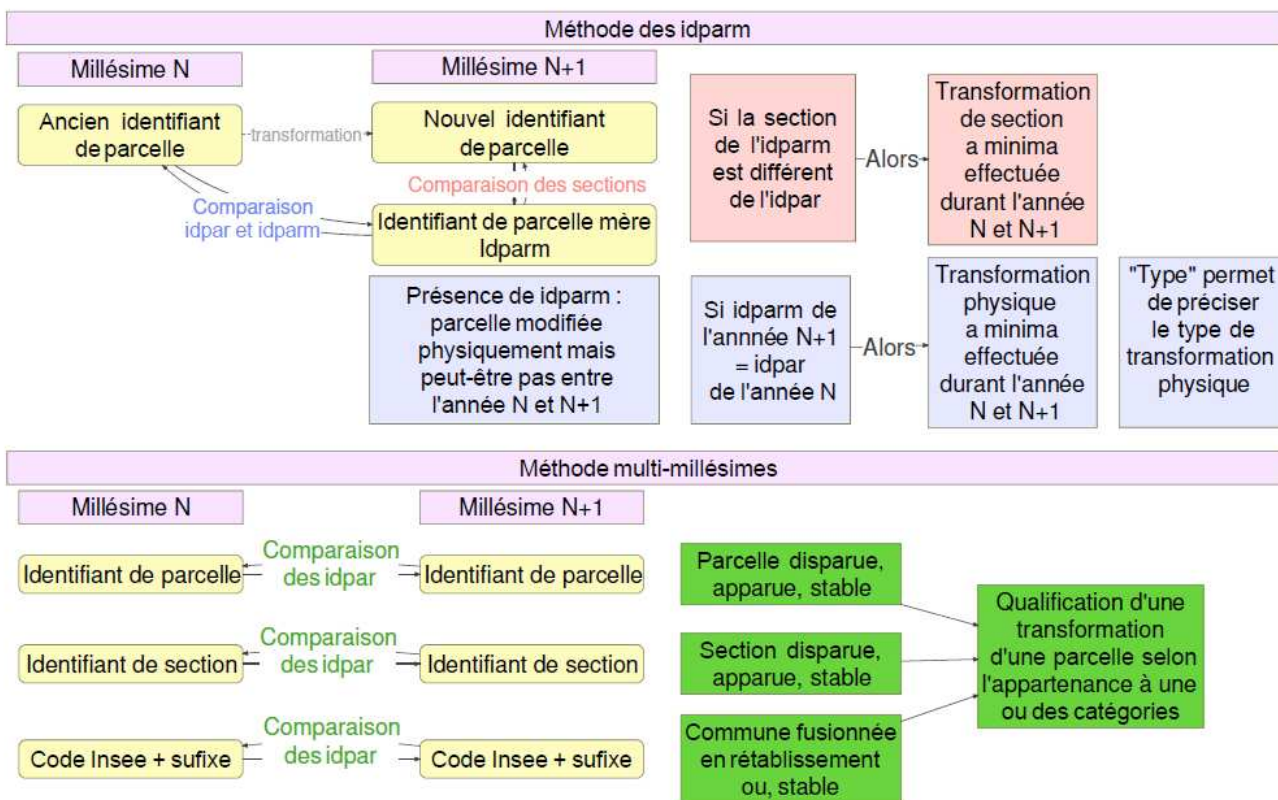 Méthode des idparm
Millésime N
Millésime N+1
Ancien identifiant
de parcelle
transformation
Nouvel identifiant
de parcelle
Comparaison des sections
Comparaison
idpar et idparm
Identifiant de parcelle mère
Idparm
Si la section
de l'idparm
est différent
de l'idpar
Alors
Transformation
de section
a minima
effectuée
durant l'année
N et N+1
Présence de idparm :
parcelle modifiée
physiquement mais
peut-être pas entre
l'année N et N+1
Si idparm de
l'annnée N+1
= idpar
de l'année N
Alors
Transformation
physique
a minima
effectuée
durant l'année
N et N+1
"Type" permet
de préciser
le type de
transformation
physique
Méthode multi-millésimes
Millésime N
Millésime N+1
Identifiant de parcelle
Comparaison
des idpar
Identifiant de parcelle
Parcelle disparue,
apparue, stable
Identifiant de section
Comparaison
des idpar
Identifiant de section
Section disparue,
apparue, stable
Code Insee + sufixe
Comparaison
des idpar
Code Insee + sufixe
Commune fusionnée
en rétablissement
ou, stable
Qualification d'une
transformation
d'une parcelle selon
l'appartenance à une
ou des catégories